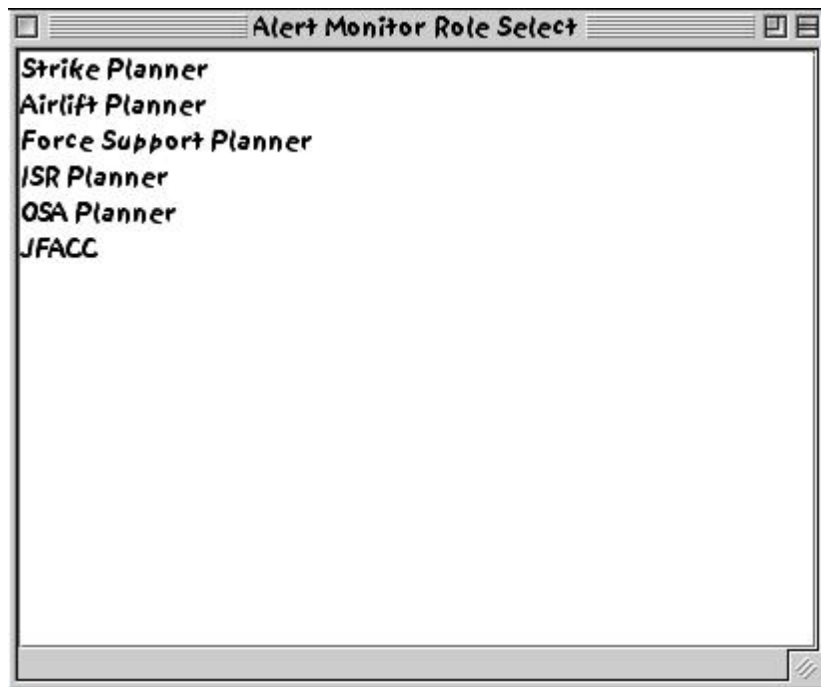 Alert Monitor Role Select
Strike Planner
Airlift Planner
Force Support Planner
ISR Planner
OSA Planner
JFACC